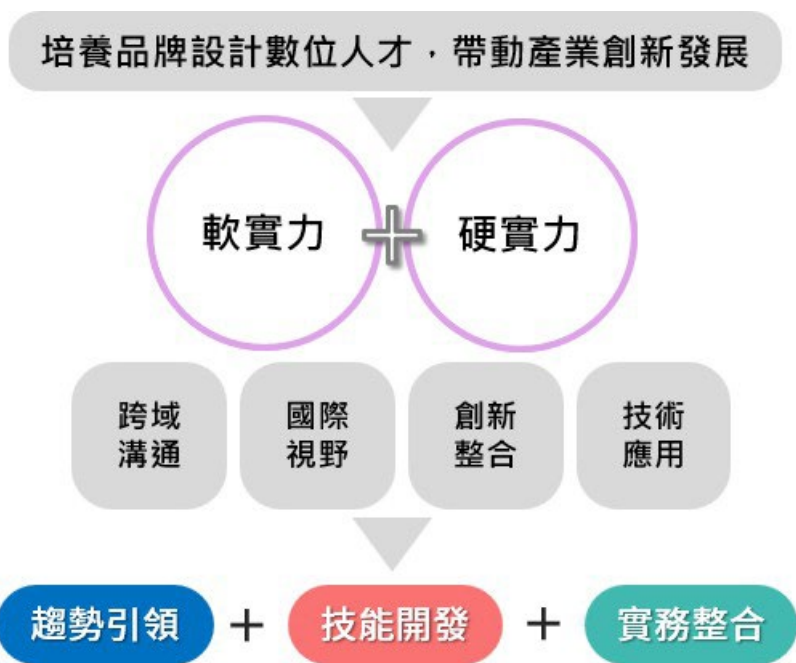 培養品牌設計數位人才，帶動產業創新發展
軟實力 + 硬實力
跨域
溝通
國際
視野
創新
整合
技術
應用
趨勢引領 + 技能開發 + 實務整合